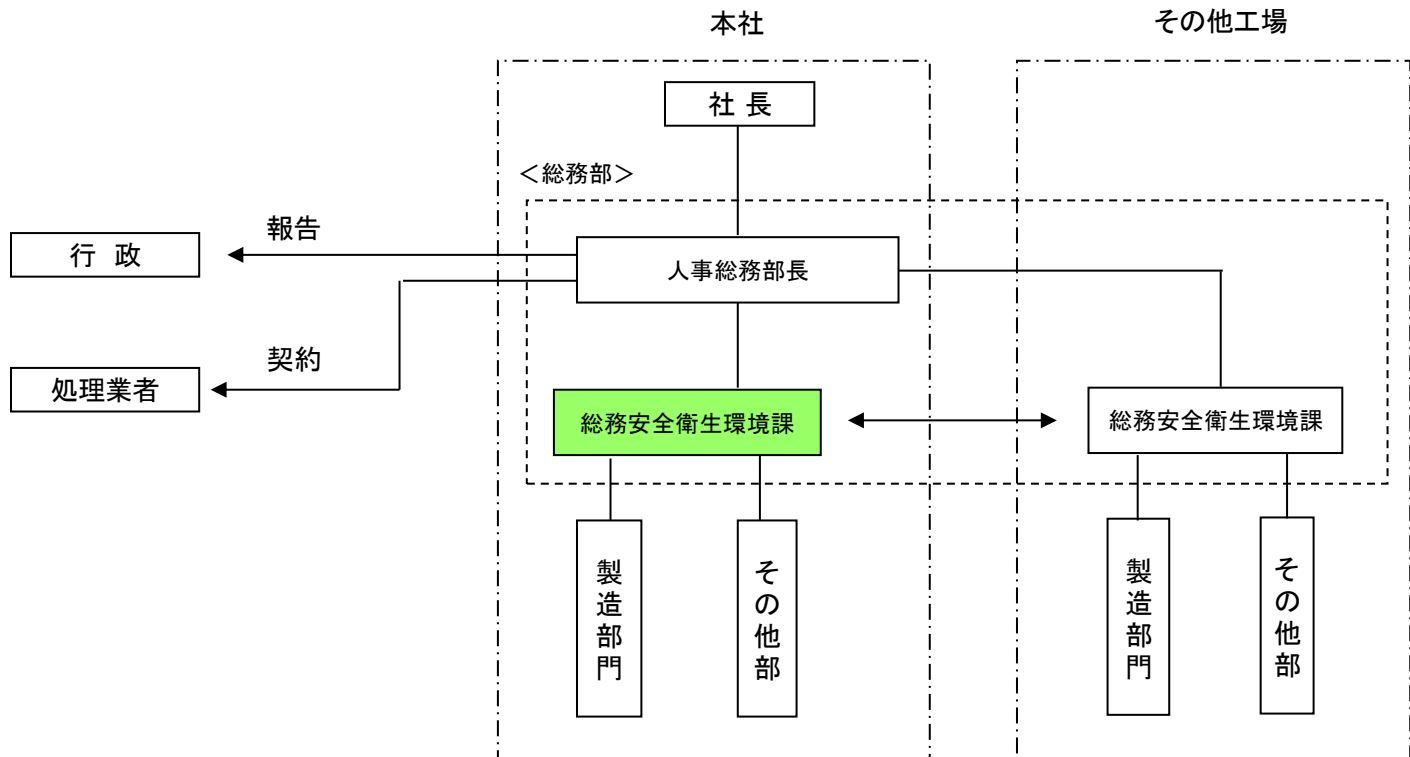 本社
その他工場
社 長
＜総務部＞
報告
行 政
人事総務部長
契約
処理業者
総務安全衛生環境課
総務安全衛生環境課
製造部門
その他部
製造部門
その他部